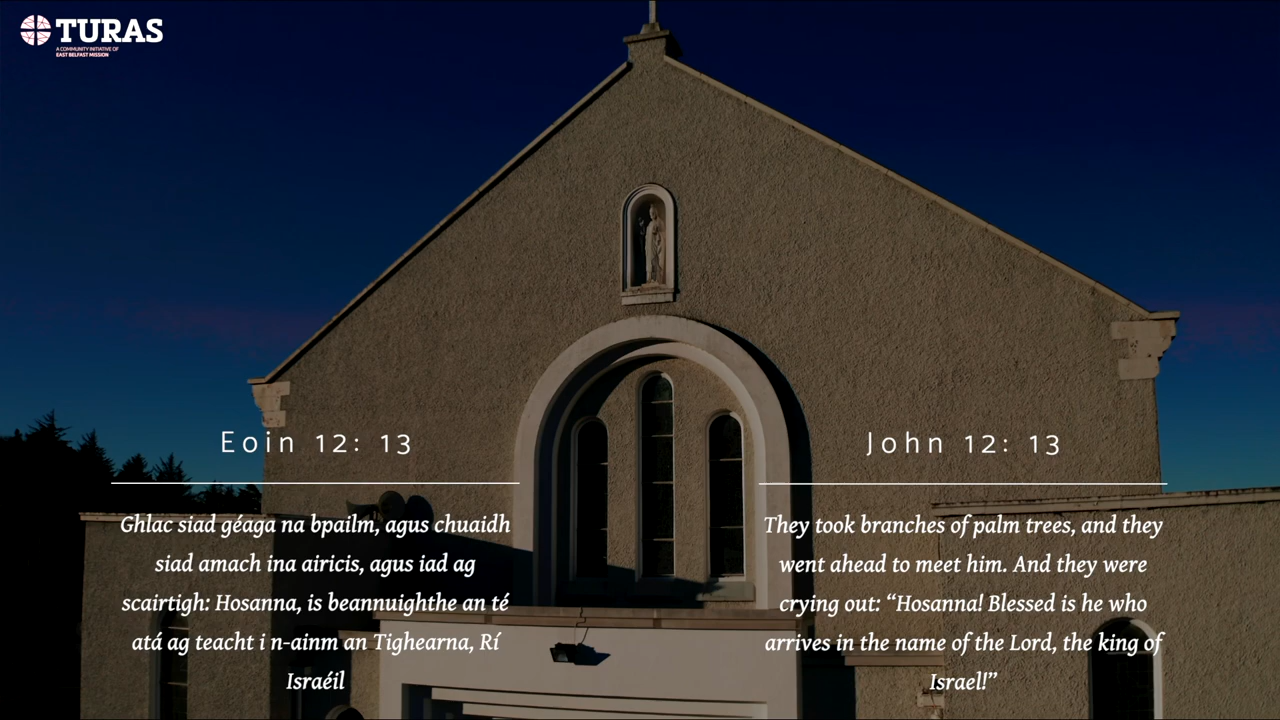 TURAS
A COMMUNITY INITIATIVE OF
EAST BELFAST MISSION
Eoin 12: 13
Ghlac siad géaga na bpailm, agus chuaidh
siad amach ina airicis, agus iad ag
scairtigh: Hosanna, is beannuighthe an té
atá ag teacht i n-ainm an Tighearna, Rí
Israéil
John 12: 13
They took branches of palm trees, and they
went ahead to meet him. And they were
crying out: “Hosanna! Blessed is he who
arrives in the name of the Lord, the king of
Israel!”